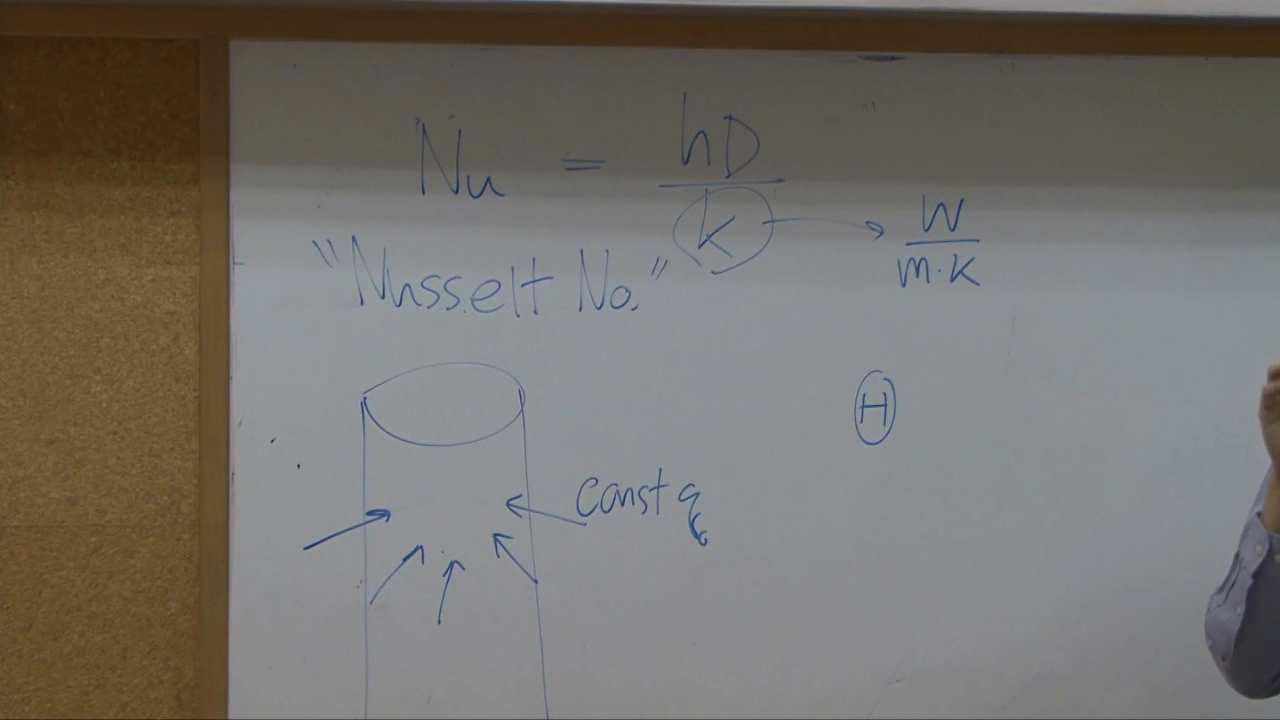 Nu = hD/k → W/m·K
"Nusselt No."
Ⓗ
const q